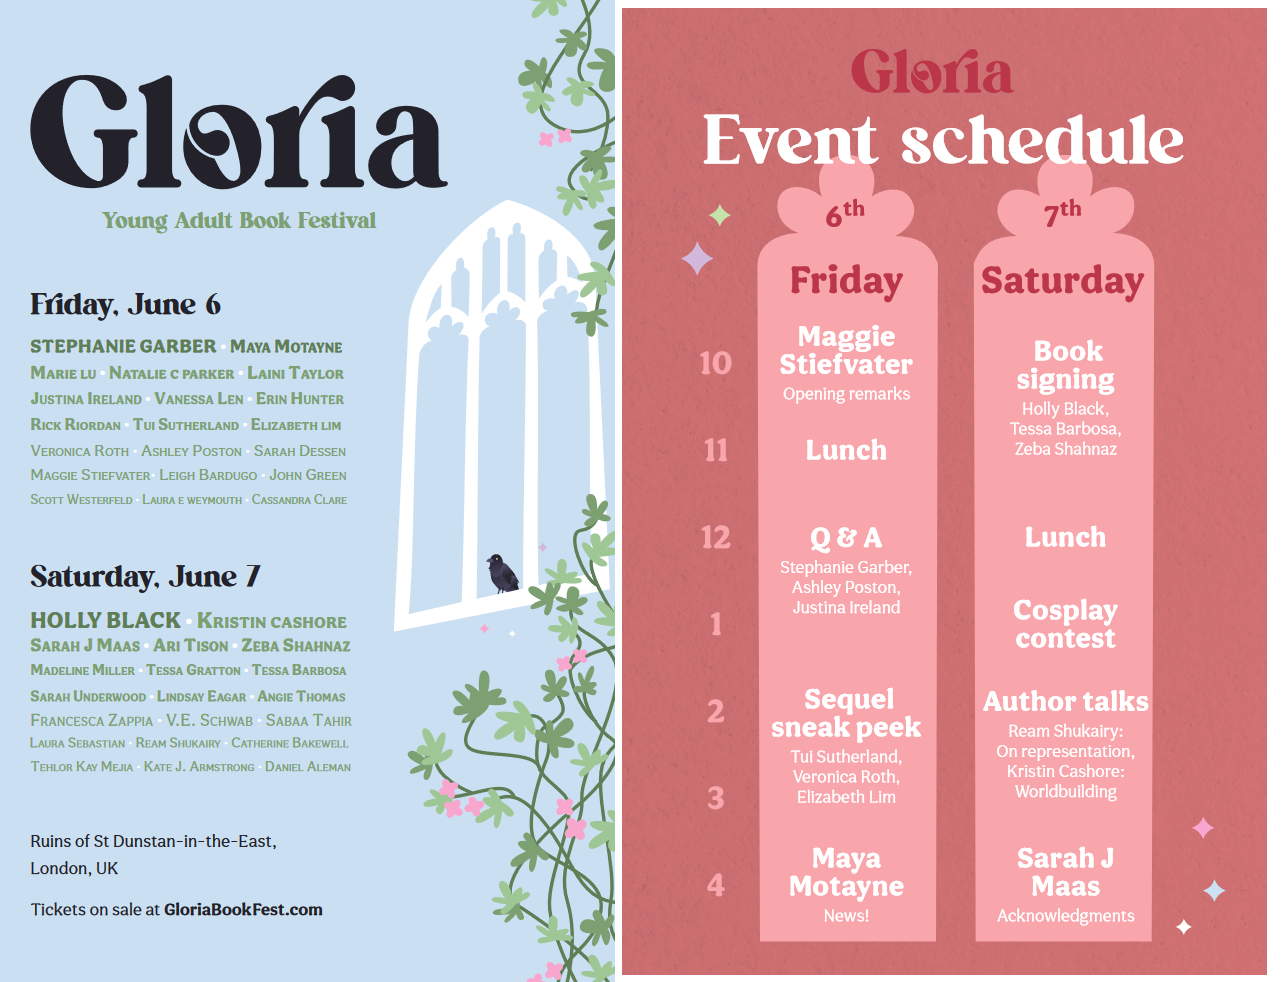 Gloria
Young Adult Book Festival
Friday, June 6
STEPHANIE GARBER • MAYA MOTAYNE
MARIE LU • NATALIE C PARKER • LAINI TAYLOR
JUSTINA IRELAND • VANESSA LEN • ERIN HUNTER
RICK RIORDAN • TUI SUTHERLAND • ELIZABETH LIM
VERONICA ROTH • ASHLEY POSTON • SARAH DESSEN
MAGGIE STIEFVATER • LEIGH BARDUGO • JOHN GREEN
SCOTT WESTERFELD • LAURA E WEYMOUTH • CASSANDRA CLARE
Saturday, June 7
HOLLY BLACK • KRISTIN CASHORE
SARAH J MAAS • ARI TISON • ZEBA SHAHNAZ
MADELINE MILLER • TESSA GRATTON • TESSA BARBOSA
SARAH UNDERWOOD • LINDSAY EAGAR • ANGIE THOMAS
FRANCESCA ZAPPIA • V.E. SCHWAB • SABAA TAHIR
LAURA SEBASTIAN • REAM SHUKAIRY • CATHERINE BAKEWELL
TEHLOR KAY MEJIA • KATE J. ARMSTRONG • DANIEL ALEMAN
Ruins of St Dunstan-in-the-East,
London, UK
Tickets on sale at GloriaBookFest.com
Gloria
Event schedule
6th
Friday
10
Maggie
Stiefvater
Opening remarks
11
Lunch
12
Q & A
Stephanie Garber,
Ashley Poston,
Justina Ireland
1
2
Sequel
sneak peek
Tui Sutherland,
Veronica Roth,
Elizabeth Lim
3
4
Maya
Motayne
News!
7th
Saturday
Book
signing
Holly Black,
Tessa Barbosa,
Zeba Shahnaz
Lunch
Cosplay
contest
Author talks
Ream Shukairy:
On representation,
Kristin Cashore:
Worldbuilding
Sarah J
Maas
Acknowledgments